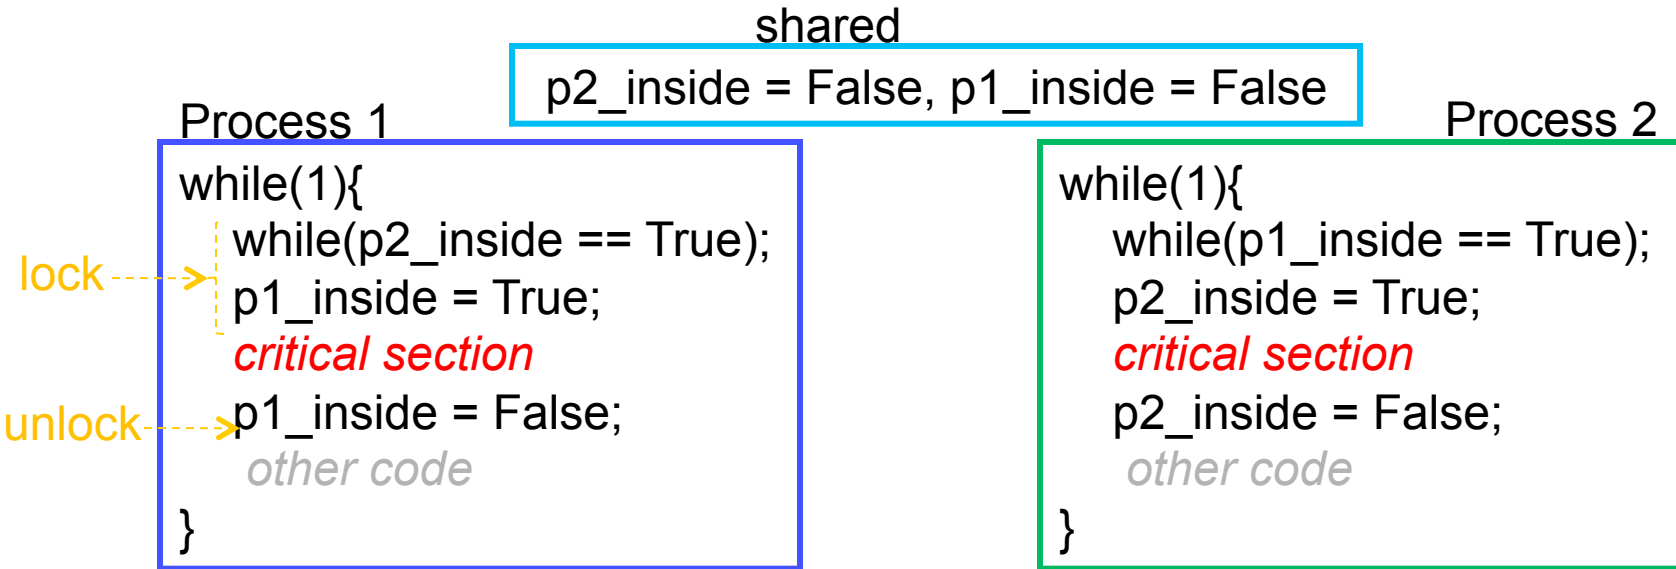 shared
p2_inside = False, p1_inside = False
Process 1
while(1){
while(p2_inside == True);
p1_inside = True;
critical section
p1_inside = False;
other code
}
lock
unlock
Process 2
while(1){
while(p1_inside == True);
p2_inside = True;
critical section
p2_inside = False;
other code
}